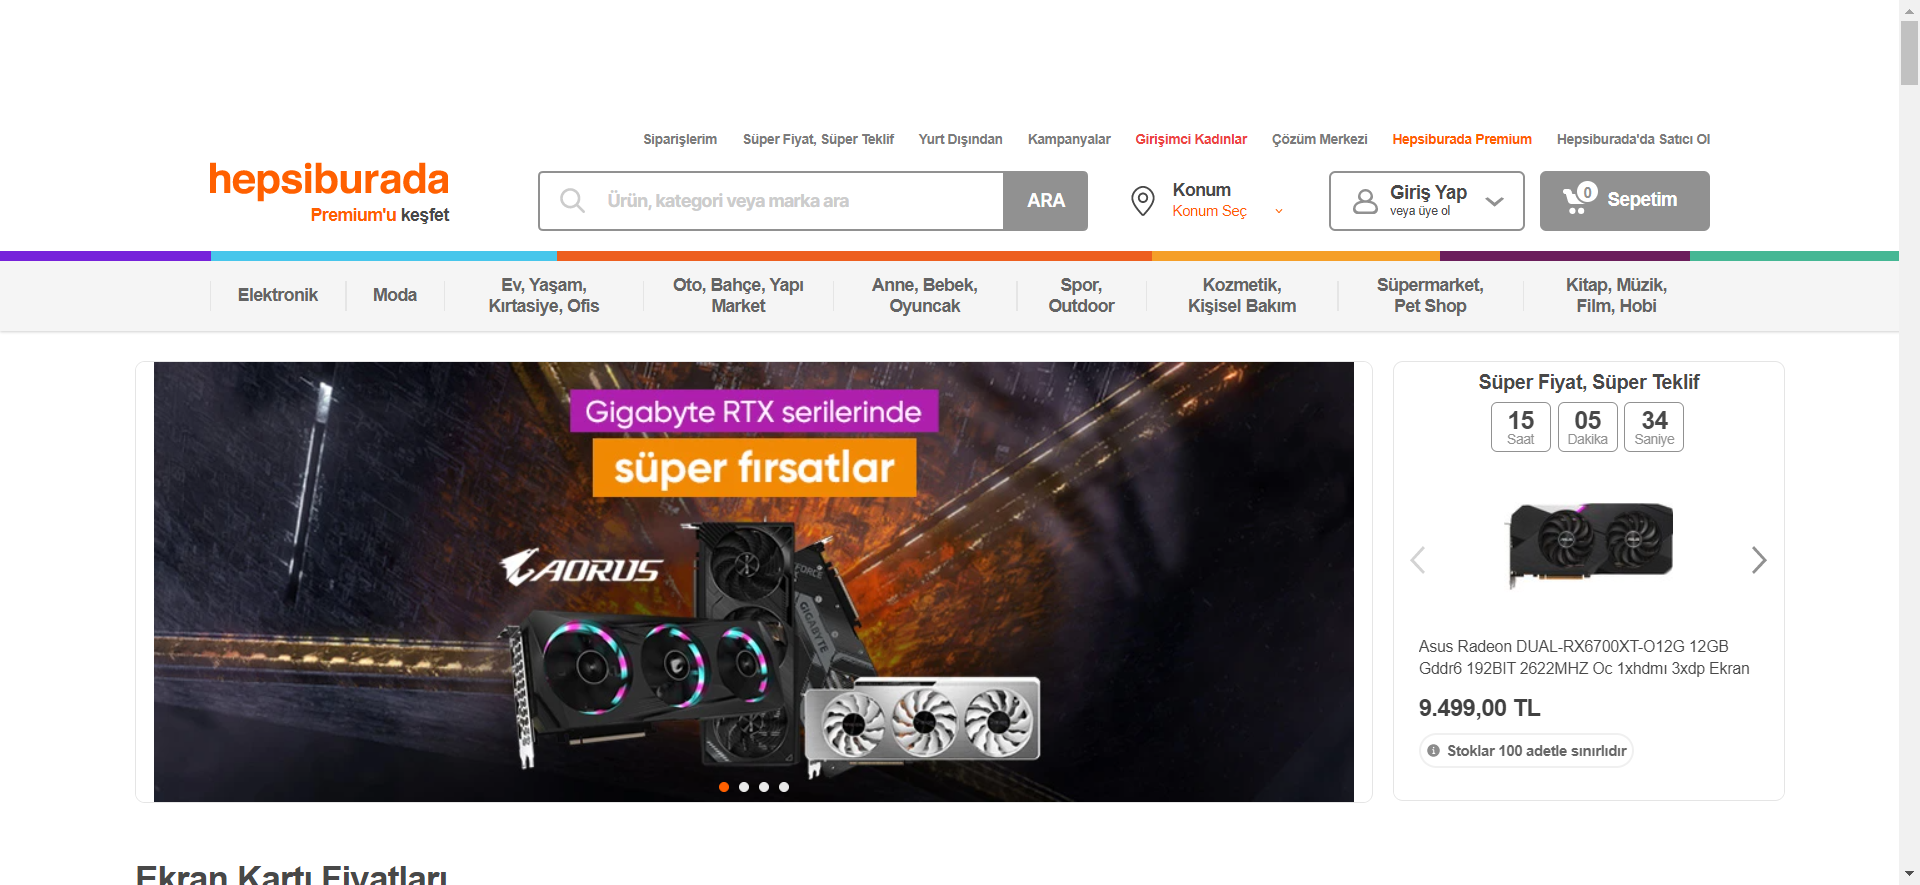 Siparişlerim Süper Fiyat, Süper Teklif Yurt Dışından Kampanyalar Girişimci Kadınlar Çözüm Merkezi Hepsiburada Premium Hepsiburada'da Satıcı Ol
hepsiburada
Premium'u keşfet
Ürün, kategori veya marka ara
ARA
Konum
Konum Seç
Giriş Yap
veya üye ol
0
Sepetim
Elektronik
Moda
Ev, Yaşam,
Kırtasiye, Ofis
Oto, Bahçe, Yapı
Market
Anne, Bebek,
Oyuncak
Spor,
Outdoor
Kozmetik,
Kişisel Bakım
Süpermarket,
Pet Shop
Kitap, Müzik,
Film, Hobi
Gigabyte RTX serilerinde
süper fırsatlar
AORUS
FORCE
GIGABYTE
Süper Fiyat, Süper Teklif
15 05 34
Saat Dakika Saniye
Asus Radeon DUAL-RX6700XT-O12G 12GB
Gddr6 192BIT 2622MHZ Oc 1xhdmı 3xdp Ekran
9.499,00 TL
Stoklar 100 adetle sınırlıdır
Ekran Kartı Fiyatları